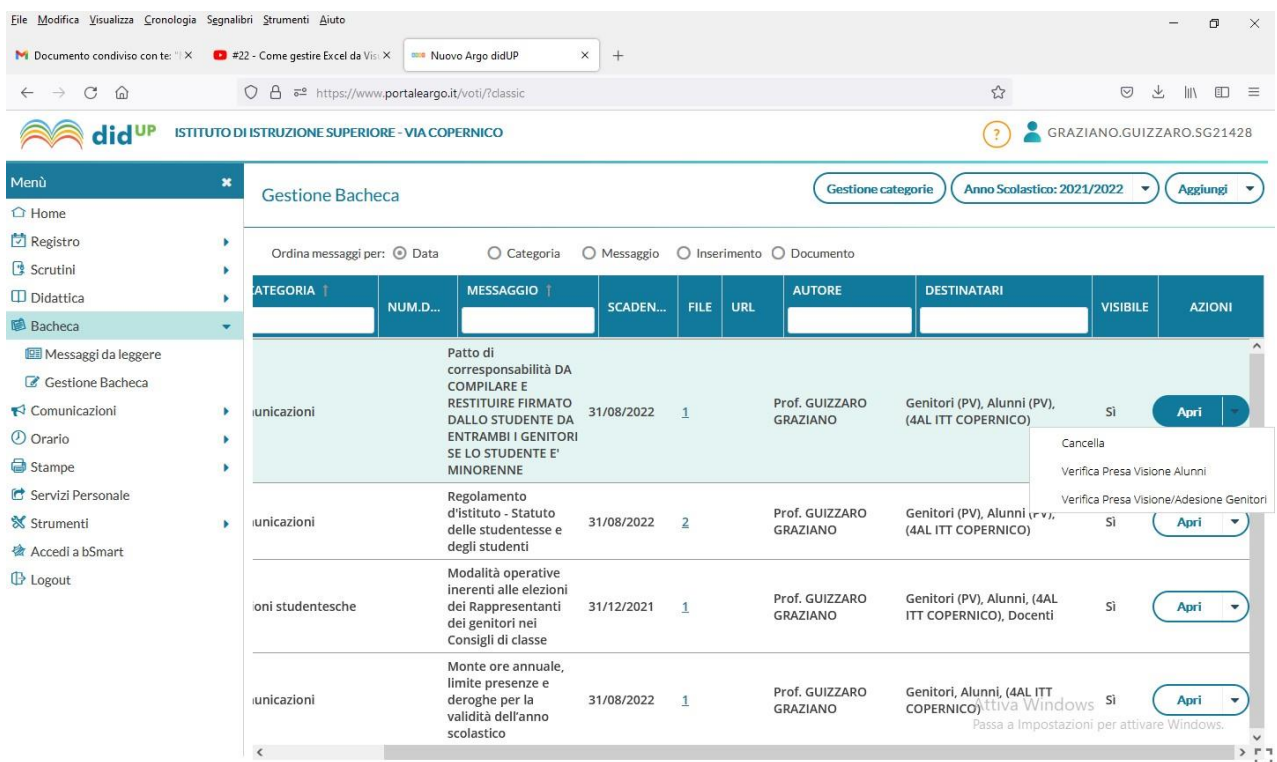 File Modifica Visualizza Cronologia Segnalibri Strumenti Aiuto
Documento condiviso con te: "I
#22 - Come gestire Excel da Vis
Nuovo Argo didUP
https://www.portaleargo.it/voti/?classic
didUP ISTITUTO DI ISTRUZIONE SUPERIORE - VIA COPERNICO
? GRAZIANO.GUIZZARO.SG21428
Menù
Home
Registro
Scrutini
Didattica
Bacheca
Messaggi da leggere
Gestione Bacheca
Comunicazioni
Orario
Stampe
Servizi Personale
Strumenti
Accedi a bSmart
Logout
Gestione Bacheca
Gestione categorie
Anno Scolastico: 2021/2022
Aggiungi
Ordina messaggi per: Data Categoria Messaggio Inserimento Documento
CATEGORIA NUM.D... MESSAGGIO SCADEN... FILE URL AUTORE DESTINATARI VISIBILE AZIONI
unicazioni
Patto di
corresponsabilità DA
COMPILARE E
RESTITUIRE FIRMATO
DALLO STUDENTE DA
ENTRAMBI I GENITORI
SE LO STUDENTE E'
MINORENNE
31/08/2022
1
Prof. GUIZZARO
GRAZIANO
Genitori (PV), Alunni (PV),
(4AL ITT COPERNICO)
Sì
Apri
Cancella
Verifica Presa Visione Alunni
Verifica Presa Visione/Adesione Genitori
unicazioni
Regolamento
d'istituto - Statuto
delle studentesse e
degli studenti
31/08/2022
2
Prof. GUIZZARO
GRAZIANO
Genitori (PV), Alunni (PV),
(4AL ITT COPERNICO)
Sì
Apri
ioni studentesche
Modalità operative
inerenti alle elezioni
dei Rappresentanti
dei genitori nei
Consigli di classe
31/12/2021
1
Prof. GUIZZARO
GRAZIANO
Genitori (PV), Alunni, (4AL
ITT COPERNICO), Docenti
Sì
Apri
unicazioni
Monte ore annuale,
limite presenze e
deroghe per la
validità dell'anno
scolastico
31/08/2022
1
Prof. GUIZZARO
GRAZIANO
Genitori, Alunni, (4AL ITT
COPERNICO)
Sì
Apri
Attiva Windows
Passa a Impostazioni per attivare Windows.